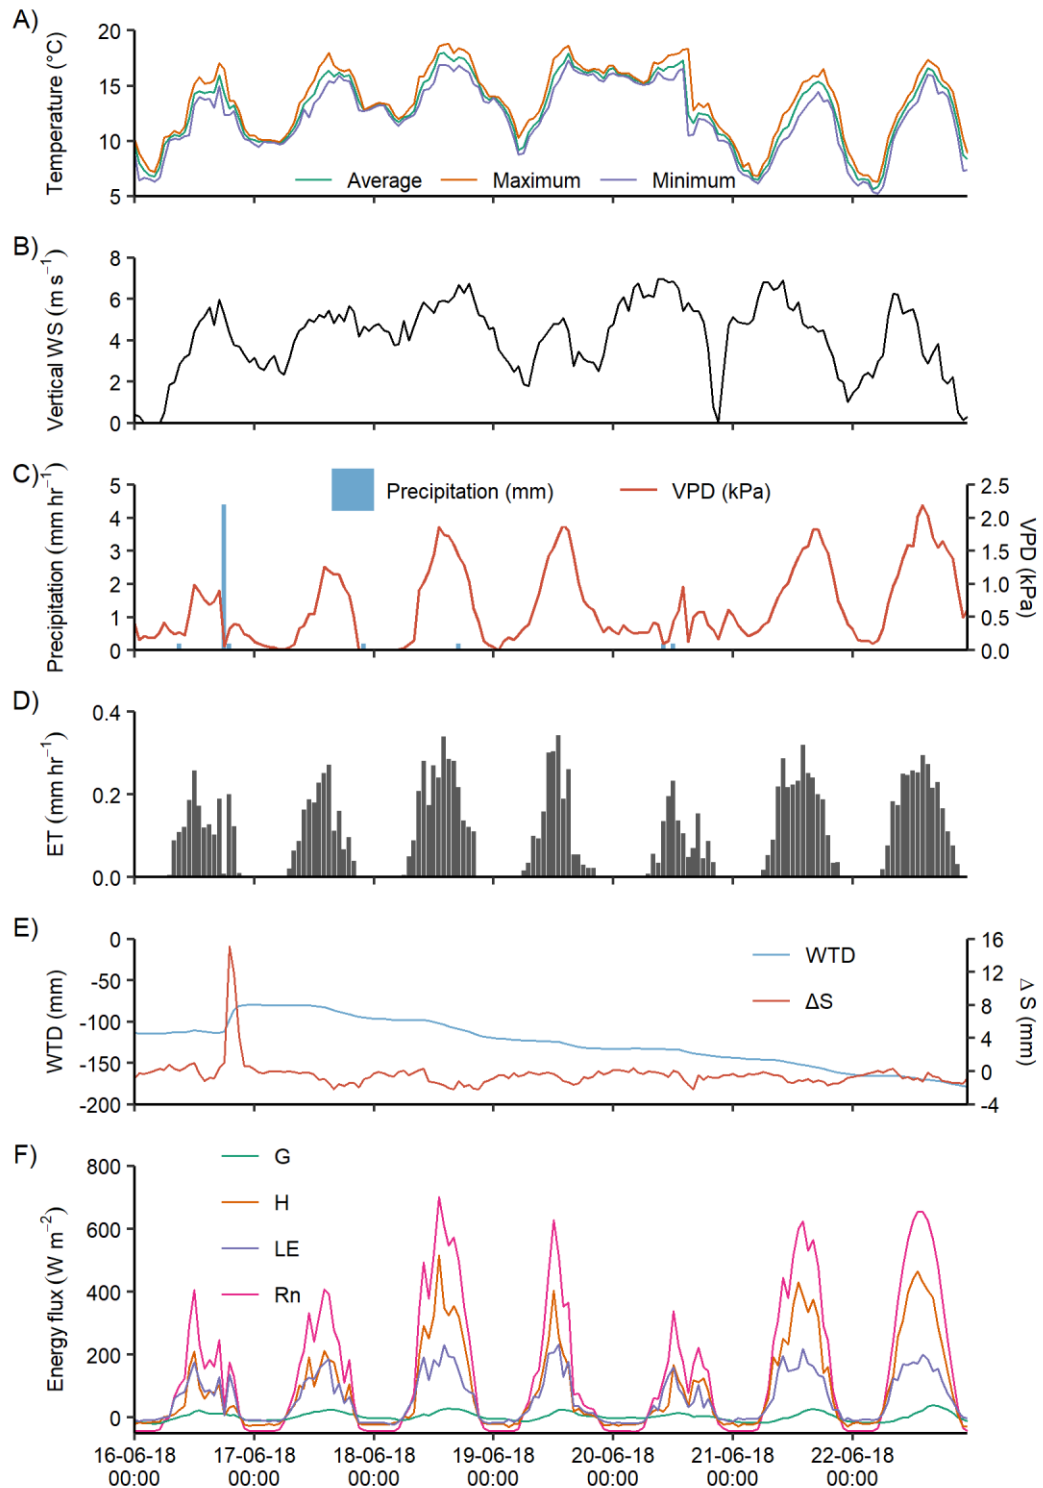 A)
Temperature (°C)
20
15
10
5
Average
Maximum
Minimum
B)
Vertical WS (m s⁻¹)
8
6
4
2
0
C)
Precipitation (mm hr⁻¹)
5
4
3
2
1
0
Precipitation (mm)
VPD (kPa)
2.5
2.0
1.5
1.0
0.5
0.0
VPD
(kPa)
D)
ET (mm hr⁻¹)
0.4
0.2
0.0
E)
WTD (mm)
0
-50
-100
-150
-200
WTD
ΔS
16
12
8
4
0
-4
Δ S (mm)
F)
Energy flux (W m⁻²)
800
600
400
200
0
G
H
LE
Rn
16-06-18
00:00
17-06-18
00:00
18-06-18
00:00
19-06-18
00:00
20-06-18
00:00
21-06-18
00:00
22-06-18
00:00